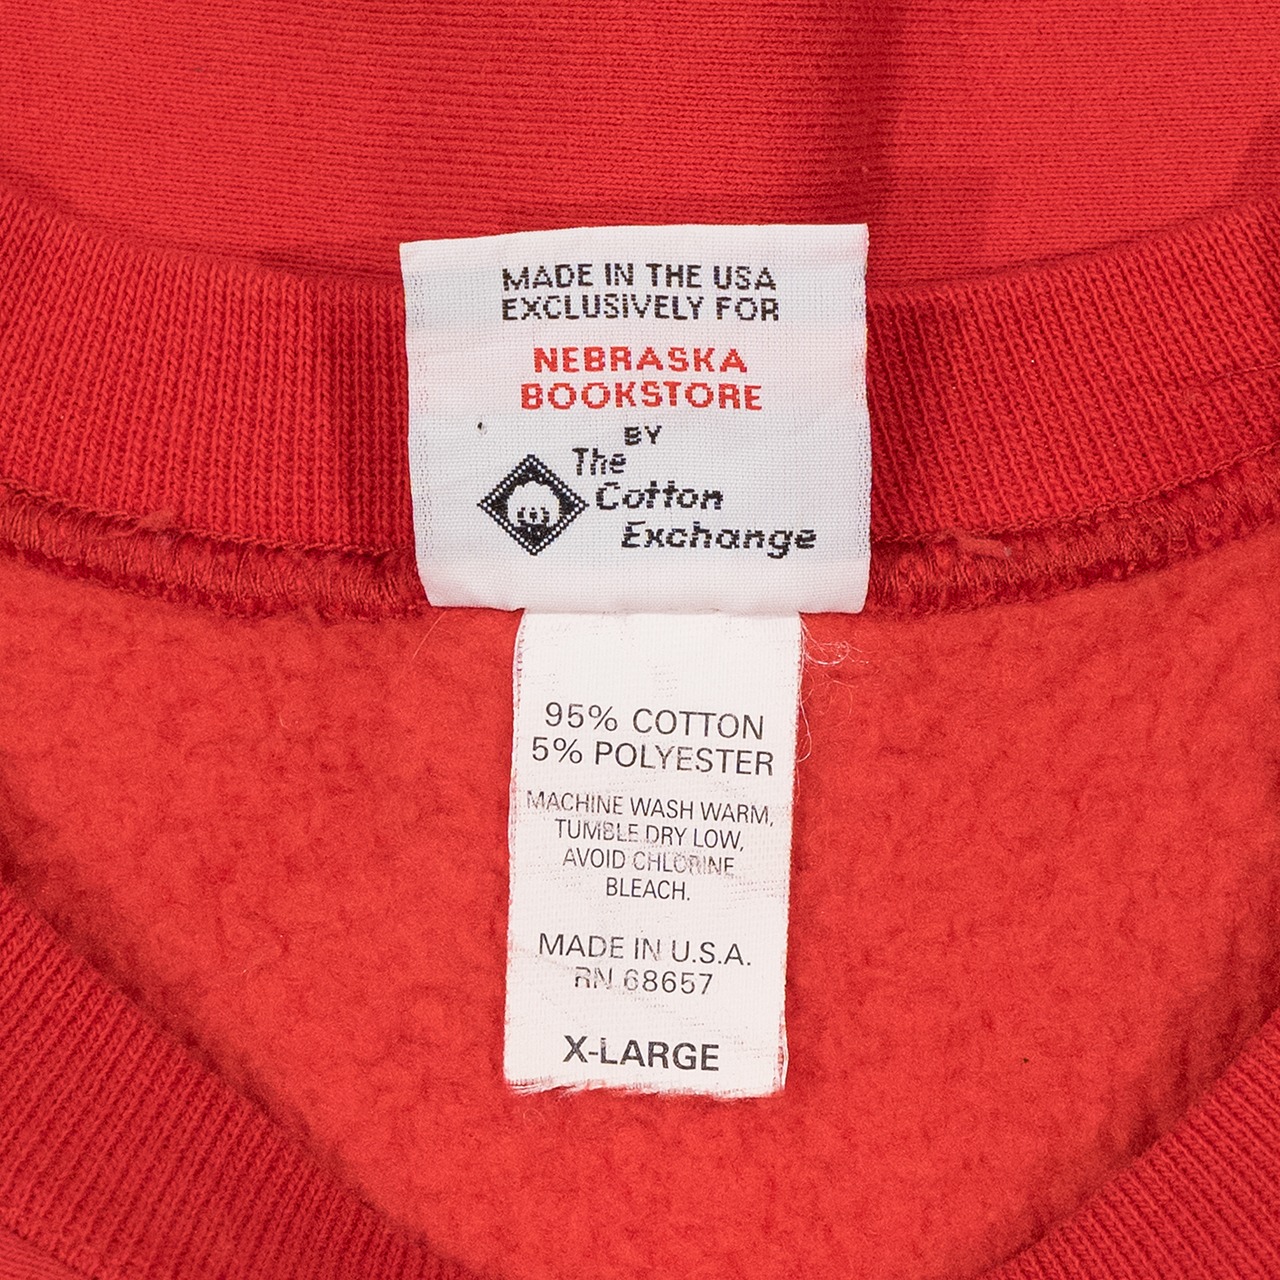 MADE IN THE USA
EXCLUSIVELY FOR
NEBRASKA
BOOKSTORE
BY
The
Cotton
Exchange
95% COTTON
5% POLYESTER
MACHINE WASH WARM,
TUMBLE DRY LOW,
AVOID CHLORINE
BLEACH.
MADE IN U.S.A.
RN 68657
X-LARGE